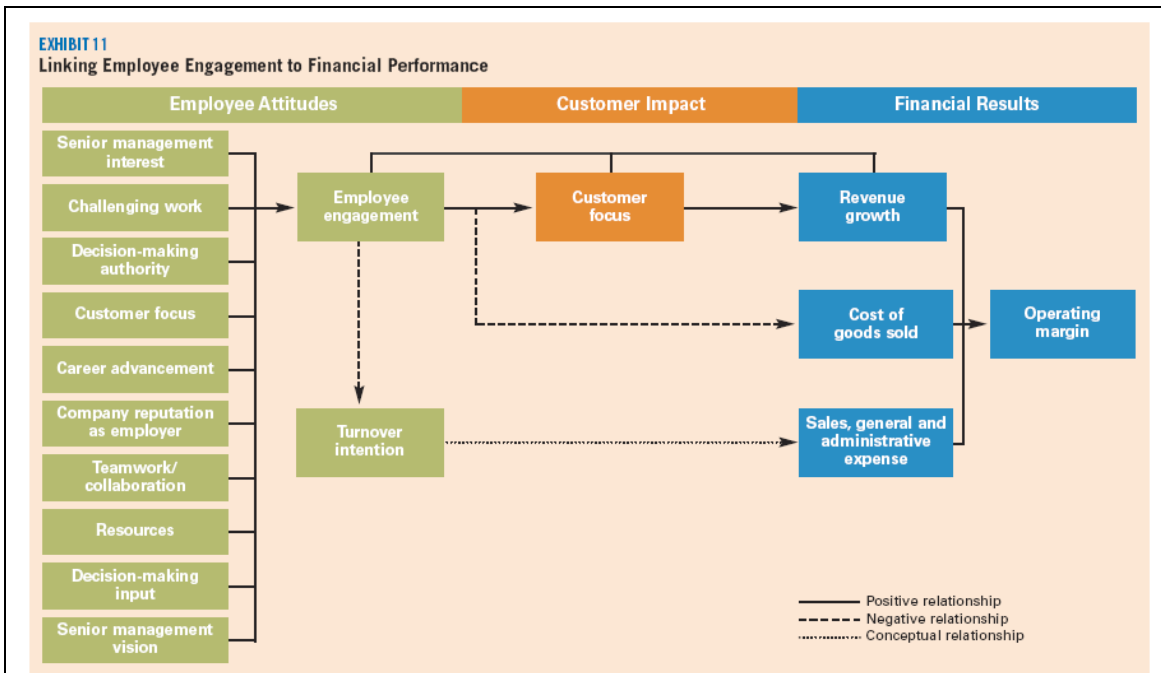 EXHIBIT 11
Linking Employee Engagement to Financial Performance
Employee Attitudes
Customer Impact
Financial Results
Senior management
interest
Challenging work
Decision-making
authority
Customer focus
Career advancement
Company reputation
as employer
Teamwork/
collaboration
Resources
Decision-making
input
Senior management
vision
Employee
engagement
Turnover
intention
Customer
focus
Revenue
growth
Cost of
goods sold
Sales, general and
administrative
expense
Operating
margin
Positive relationship
Negative relationship
Conceptual relationship